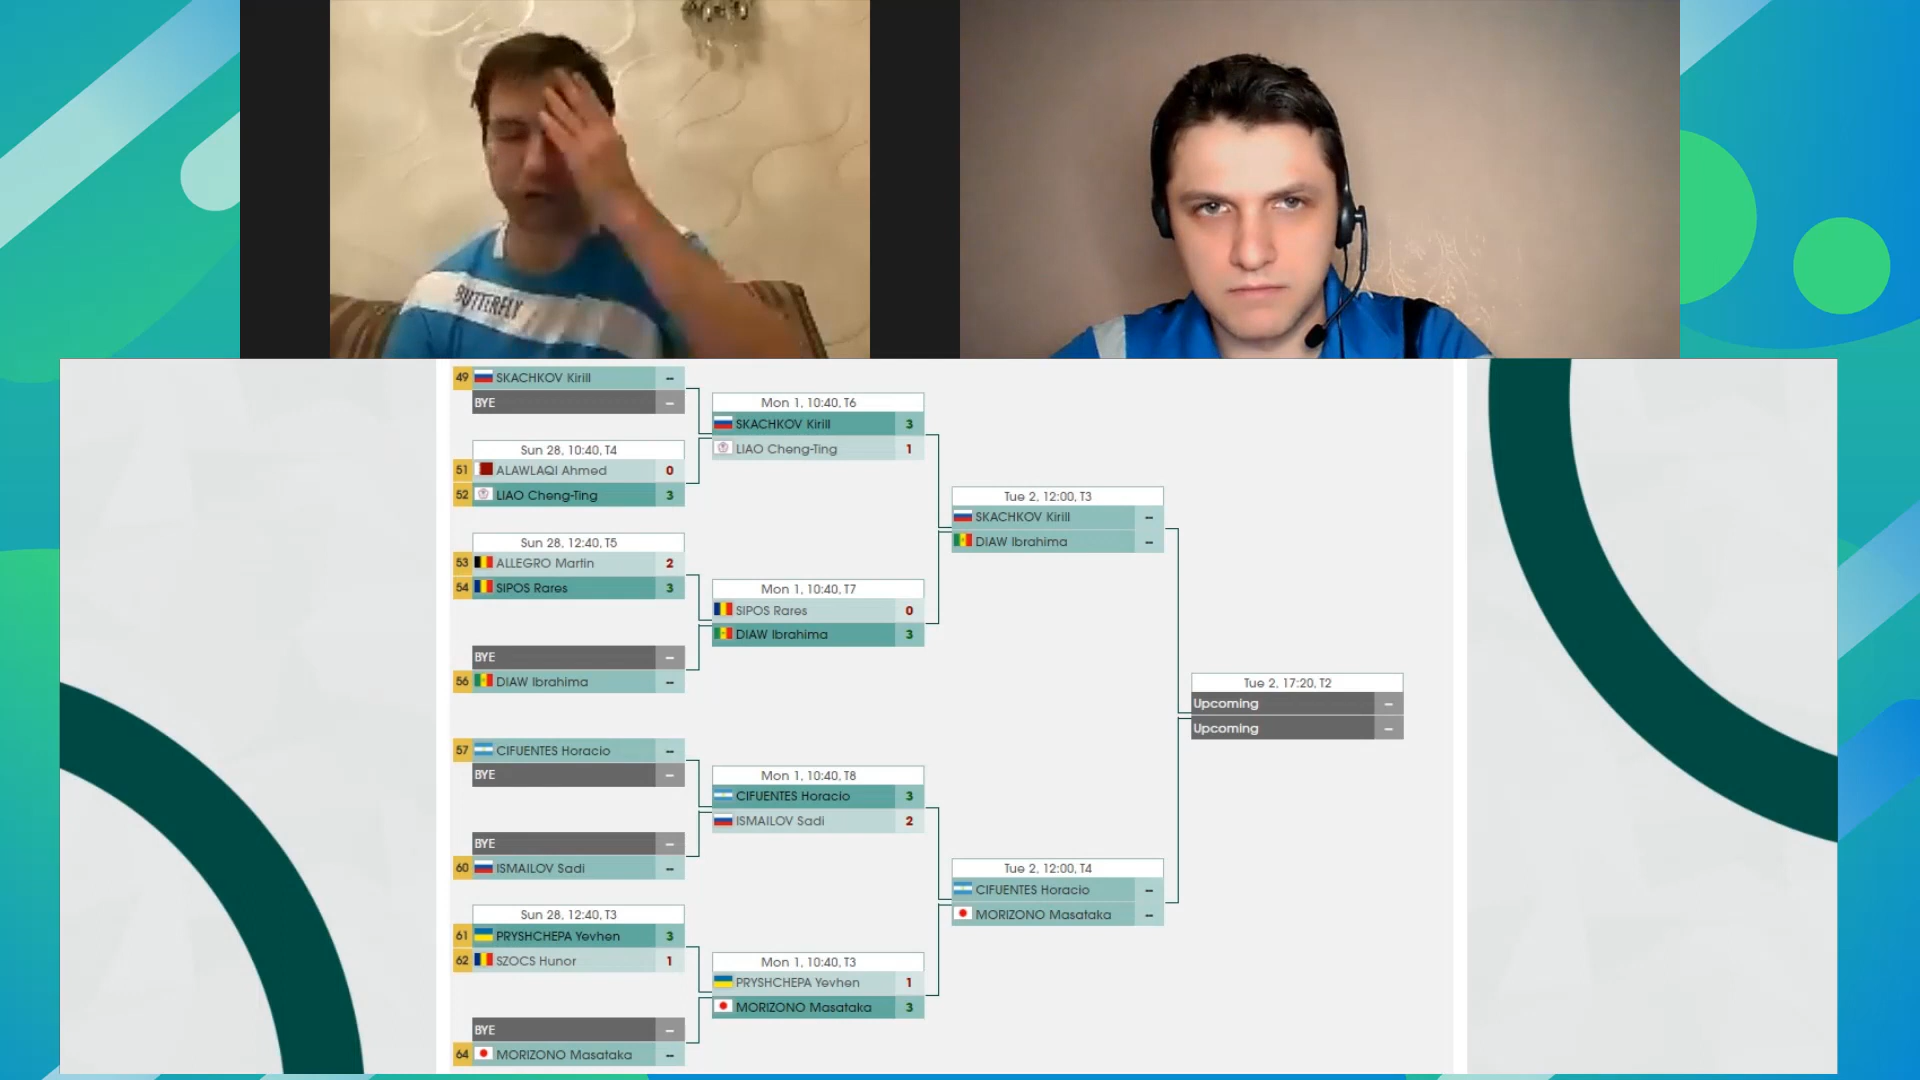 BUTTERFLY
49 SKACHKOV Kirill --
BYE --
Sun 28, 10:40, T4
51 ALAWLAQI Ahmed 0
52 LIAO Cheng-Ting 3
Sun 28, 12:40, T5
53 ALLEGRO Martin 2
54 SIPOS Rares 3
BYE --
56 DIAW Ibrahima --
57 CIFUENTES Horacio --
BYE --
BYE --
60 ISMAILOV Sadi --
Sun 28, 12:40, T3
61 PRYSHCHEPA Yevhen 3
62 SZOCS Hunor 1
BYE --
64 MORIZONO Masataka --
Mon 1, 10:40, T6
SKACHKOV Kirill 3
LIAO Cheng-Ting 1
Mon 1, 10:40, T7
SIPOS Rares 0
DIAW Ibrahima 3
Mon 1, 10:40, T8
CIFUENTES Horacio 3
ISMAILOV Sadi 2
Mon 1, 10:40, T3
PRYSHCHEPA Yevhen 1
MORIZONO Masataka 3
Tue 2, 12:00, T3
SKACHKOV Kirill --
DIAW Ibrahima --
Tue 2, 12:00, T4
CIFUENTES Horacio --
MORIZONO Masataka --
Tue 2, 17:20, T2
Upcoming --
Upcoming --